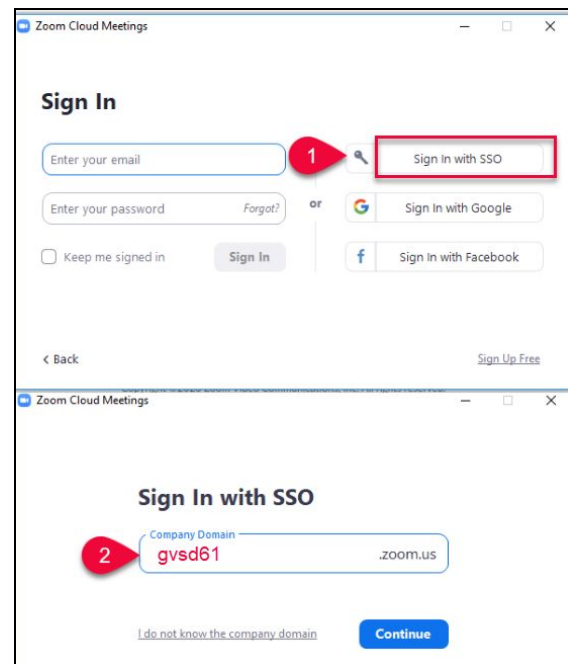 Zoom Cloud Meetings
Sign In
Enter your email
1
Sign In with SSO
Enter your password
Forgot?
or
G
Sign In with Google
Keep me signed in
Sign In
f
Sign In with Facebook
< Back
Sign Up Free
Zoom Cloud Meetings
Sign In with SSO
Company Domain
2
gvsd61
.zoom.us
I do not know the company domain
Continue